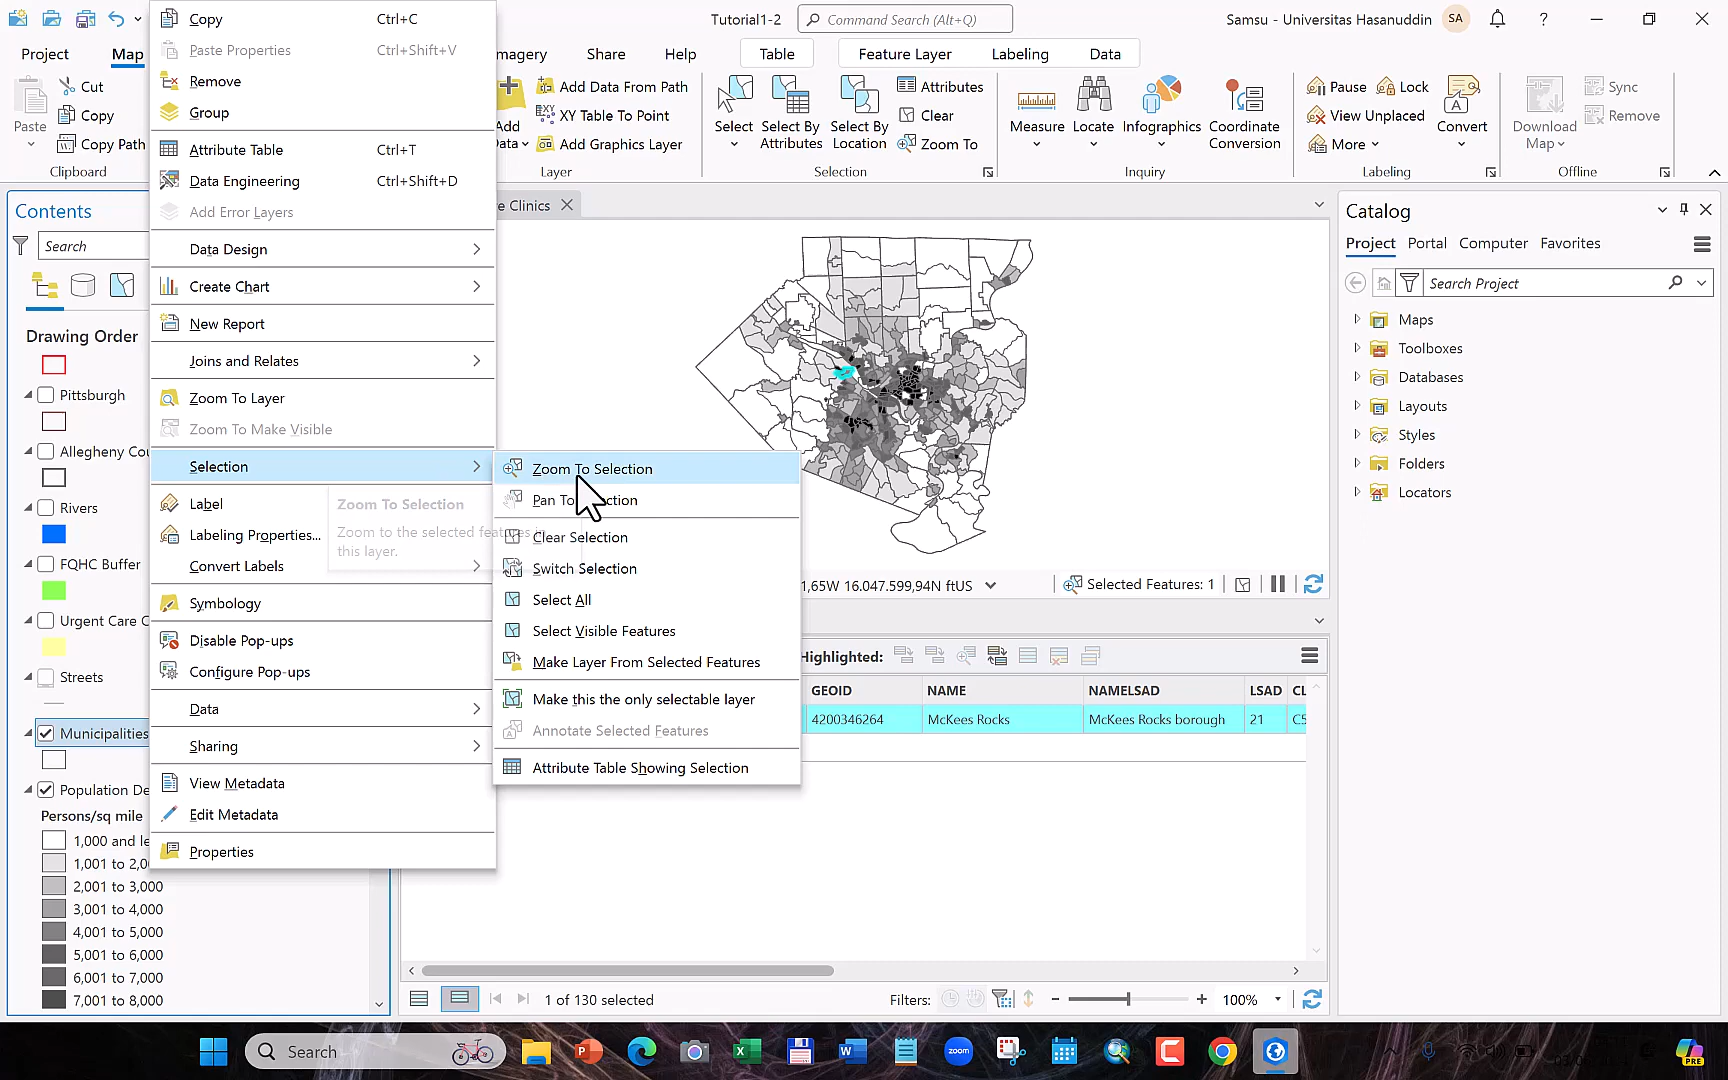 Tutorial1-2
Command Search (Alt+Q)
Samsu - Universitas Hasanuddin
SA
?
Project
Map
magery
Share
Help
Table
Feature Layer
Labeling
Data
Paste
Cut
Copy
Copy Path
Clipboard
Add
Data
Add Data From Path
XY Table To Point
Add Graphics Layer
Layer
Select
Select By
Attributes
Select By
Location
Attributes
Clear
Zoom To
Selection
Measure
Locate
Infographics
Coordinate
Conversion
Inquiry
Pause
Lock
View Unplaced
More
Convert
Labeling
Download
Map
Sync
Remove
Offline
Copy Ctrl+C
Paste Properties Ctrl+Shift+V
Remove
Group
Attribute Table Ctrl+T
Data Engineering Ctrl+Shift+D
Add Error Layers
Data Design
Create Chart
New Report
Joins and Relates
Zoom To Layer
Zoom To Make Visible
Selection
Label
Labeling Properties...
Convert Labels
Symbology
Disable Pop-ups
Configure Pop-ups
Data
Sharing
View Metadata
Edit Metadata
Properties
Zoom To Selection
Zoom to the selected features in
this layer.
Zoom To Selection
Pan To Selection
Clear Selection
Switch Selection
Select All
Select Visible Features
Make Layer From Selected Features
Make this the only selectable layer
Annotate Selected Features
Attribute Table Showing Selection
Contents
Search
Drawing Order
Pittsburgh
Allegheny Cou
Rivers
FQHC Buffer
Urgent Care C
Streets
Municipalities
Population De
Persons/sq mile
1,000 and le
1,001 to 2,0
2,001 to 3,000
3,001 to 4,000
4,001 to 5,000
5,001 to 6,000
6,001 to 7,000
7,001 to 8,000
e Clinics
1,65W 16.047.599,94N ftUS
Selected Features: 1
Highlighted:
GEOID NAME NAMELSAD LSAD CL
4200346264 McKees Rocks McKees Rocks borough 21 C5
1 of 130 selected
Filters:
100%
Catalog
Project Portal Computer Favorites
Search Project
Maps
Toolboxes
Databases
Layouts
Styles
Folders
Locators
Search
zoom
PRE